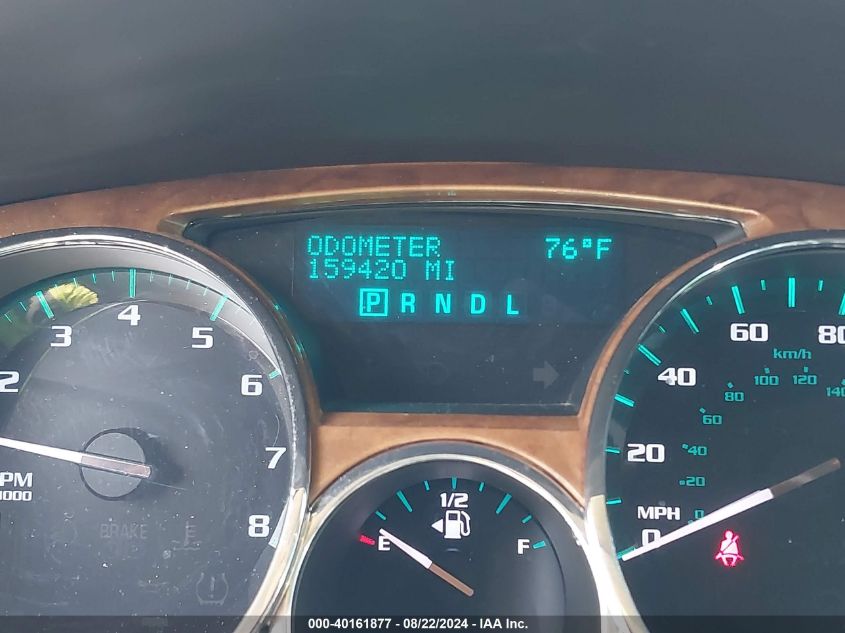 ODOMETER 76°F
159420 MI
P R N D L
2 3 4 5 6 7 8
PM
1000
BRAKE
E 1/2 F
0 20 40 60 80
MPH
km/h
0 20 40 60 80 100 120 140
000-40161877 - 08/22/2024 - IAA Inc.